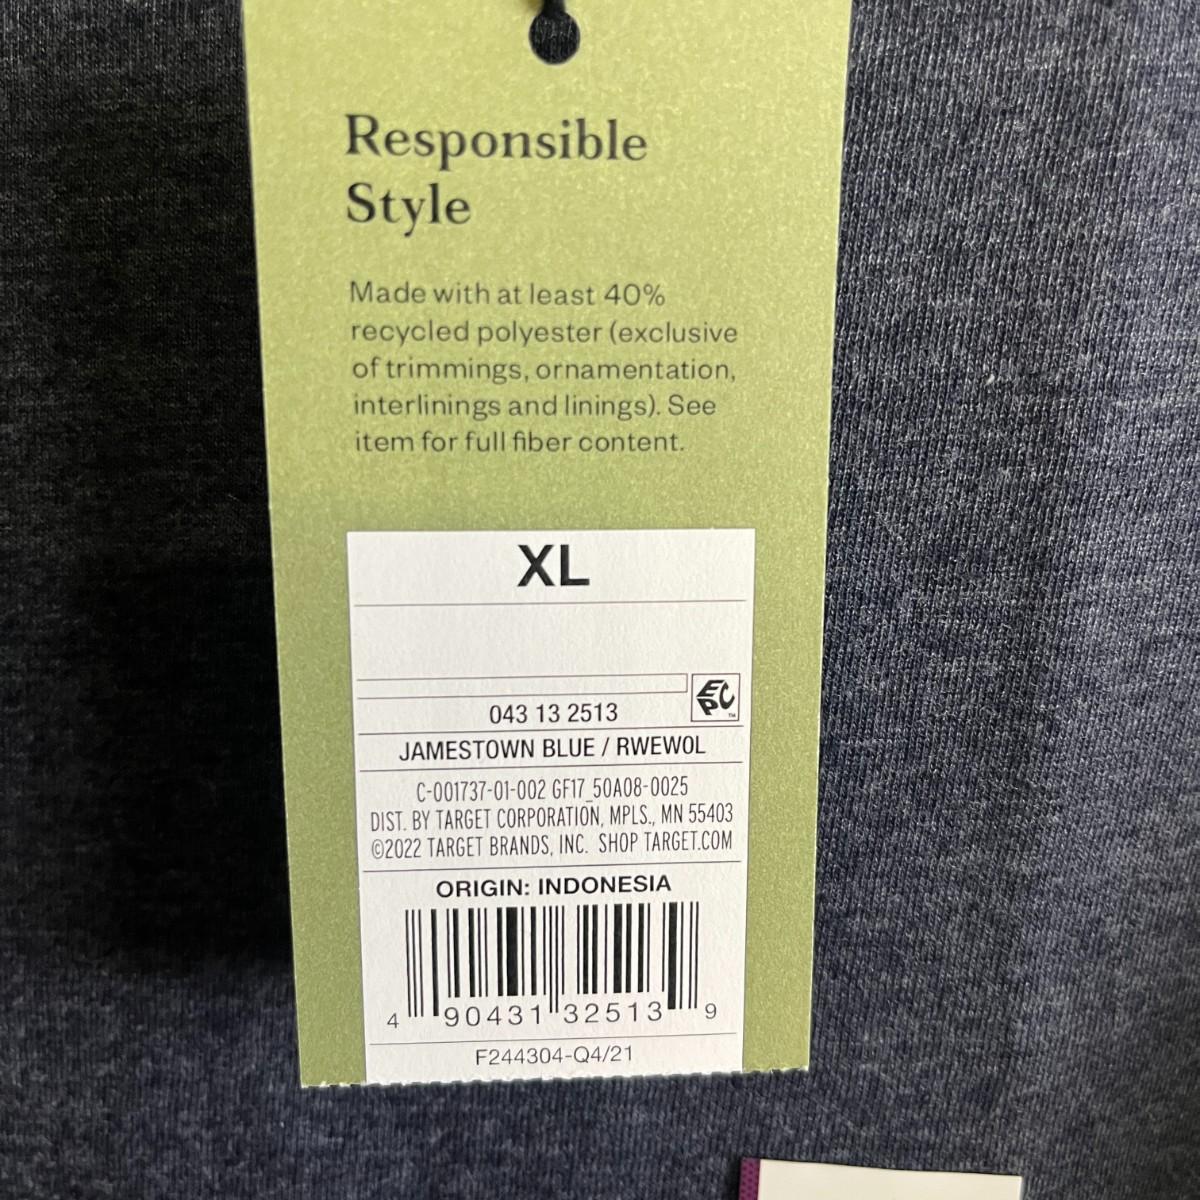 Responsible
Style
Made with at least 40%
recycled polyester (exclusive
of trimmings, ornamentation,
interlinings and linings). See
item for full fiber content.
XL
EPC™
043 13 2513
JAMESTOWN BLUE / RWEWOL
C-001737-01-002 GF17_50A08-0025
DIST. BY TARGET CORPORATION, MPLS., MN 55403
©2022 TARGET BRANDS, INC. SHOP TARGET.COM
ORIGIN: INDONESIA
4 90431 32513 9
F244304-Q4/21